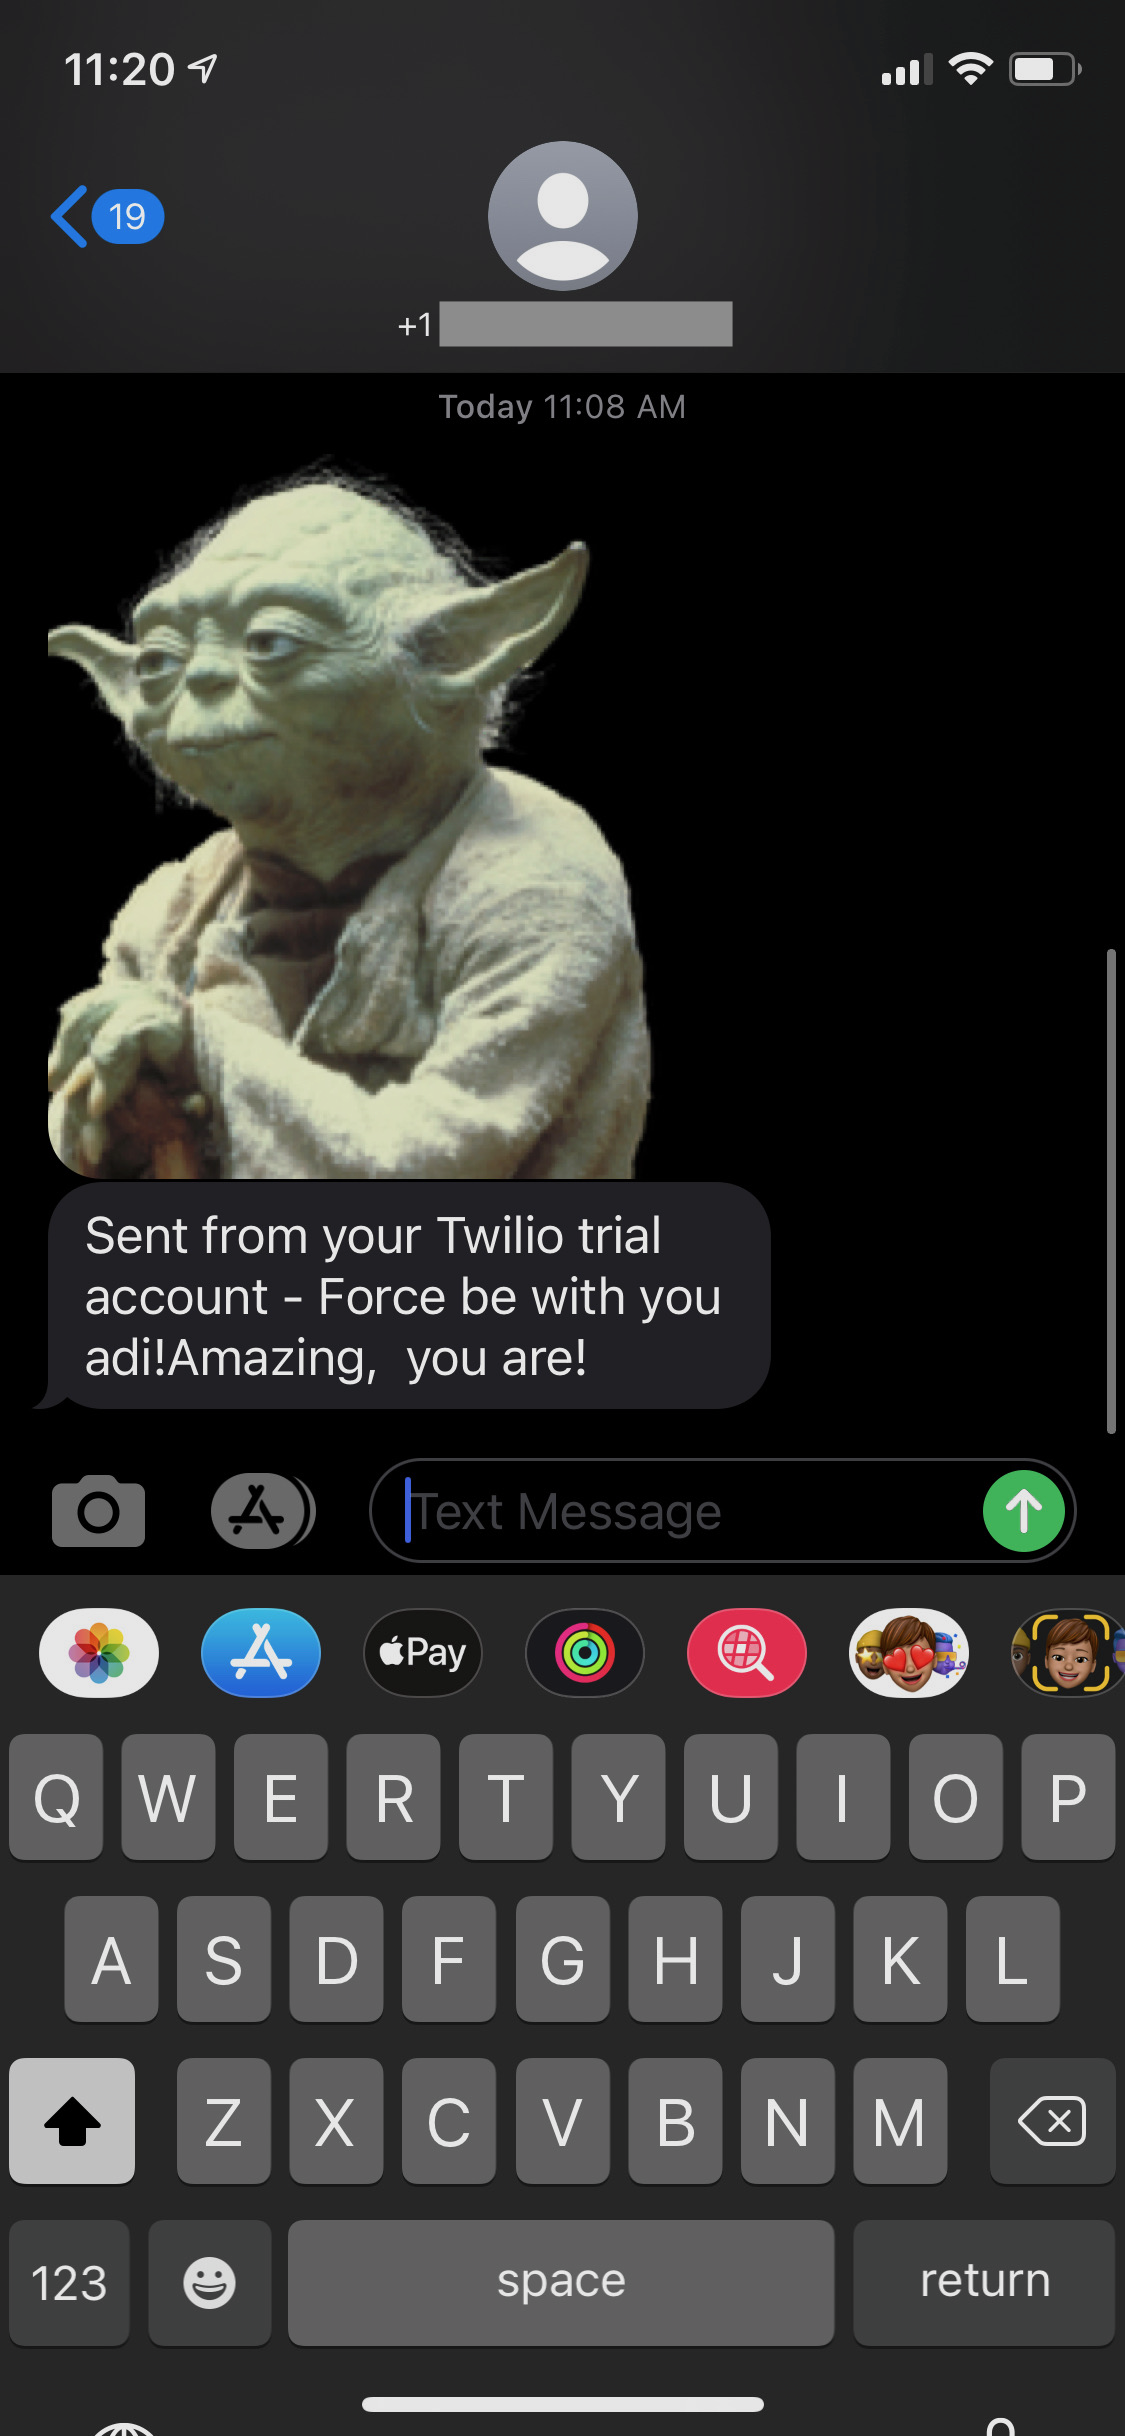 11:20
19
+1
Today 11:08 AM
Sent from your Twilio trial
account - Force be with you
adi!Amazing,  you are!
Text Message
Pay
Q W E R T Y U I O P
A S D F G H J K L
Z X C V B N M
123 space return